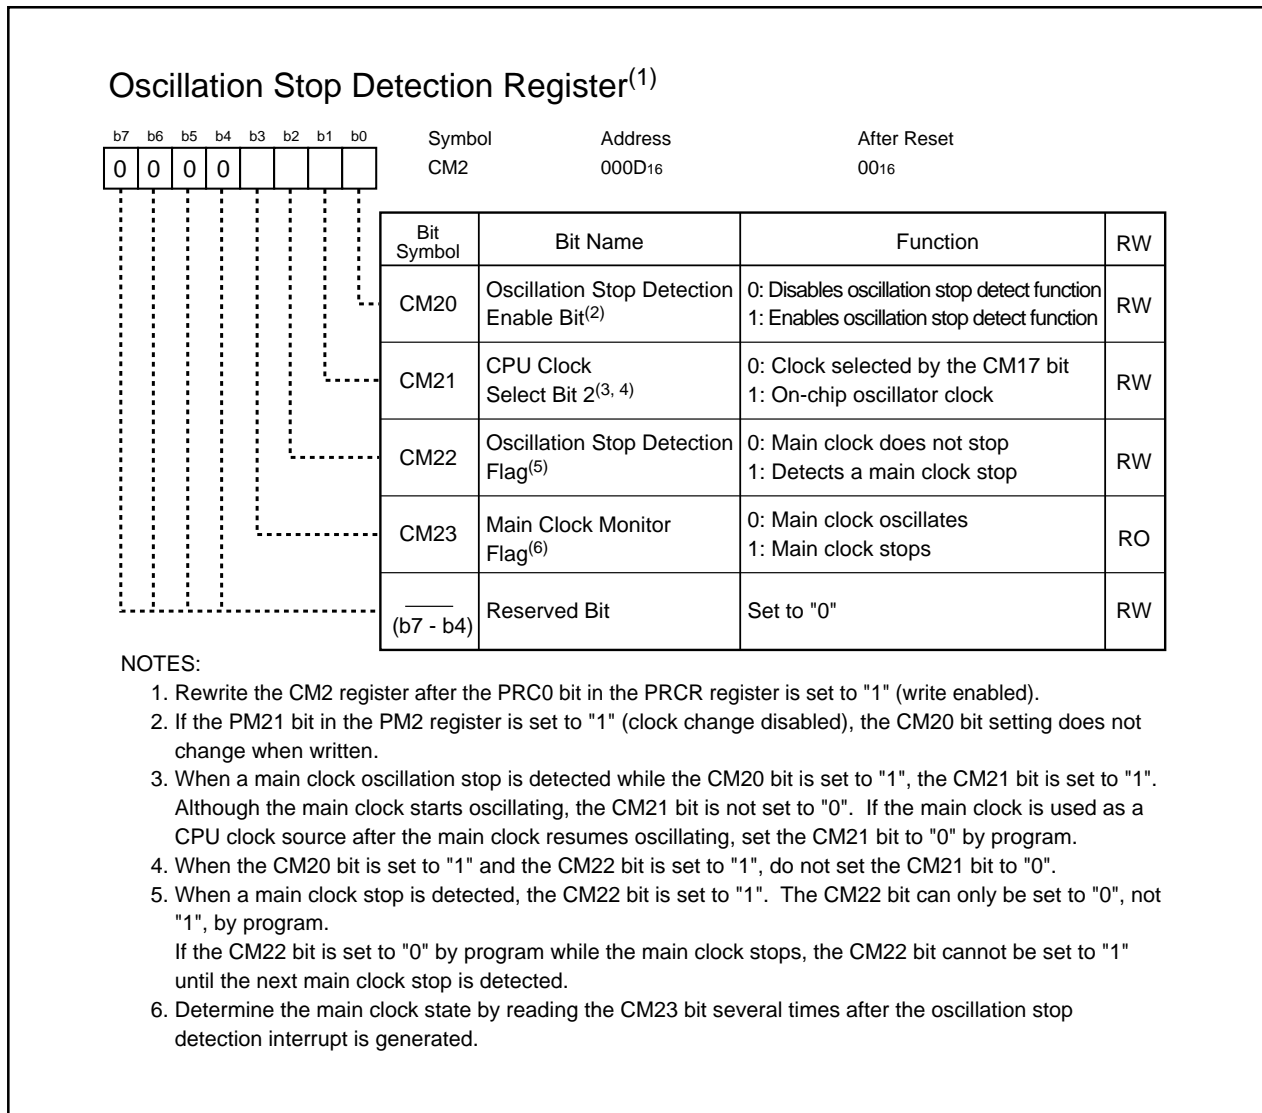 Oscillation Stop Detection Register(1)
b7 b6 b5 b4 b3 b2 b1 b0 Symbol Address After Reset
0 0 0 0 CM2 000D16 0016
Bit Symbol Bit Name Function RW
CM20 Oscillation Stop Detection Enable Bit(2) 0: Disables oscillation stop detect function RW
1: Enables oscillation stop detect function
CM21 CPU Clock Select Bit 2(3, 4) 0: Clock selected by the CM17 bit RW
1: On-chip oscillator clock
CM22 Oscillation Stop Detection Flag(5) 0: Main clock does not stop RW
1: Detects a main clock stop
CM23 Main Clock Monitor Flag(6) 0: Main clock oscillates RO
1: Main clock stops
(b7 - b4) Reserved Bit Set to "0" RW
NOTES:
1. Rewrite the CM2 register after the PRC0 bit in the PRCR register is set to "1" (write enabled).
2. If the PM21 bit in the PM2 register is set to "1" (clock change disabled), the CM20 bit setting does not
change when written.
3. When a main clock oscillation stop is detected while the CM20 bit is set to "1", the CM21 bit is set to "1".
Although the main clock starts oscillating, the CM21 bit is not set to "0". If the main clock is used as a
CPU clock source after the main clock resumes oscillating, set the CM21 bit to "0" by program.
4. When the CM20 bit is set to "1" and the CM22 bit is set to "1", do not set the CM21 bit to "0".
5. When a main clock stop is detected, the CM22 bit is set to "1". The CM22 bit can only be set to "0", not
"1", by program.
If the CM22 bit is set to "0" by program while the main clock stops, the CM22 bit cannot be set to "1"
until the next main clock stop is detected.
6. Determine the main clock state by reading the CM23 bit several times after the oscillation stop
detection interrupt is generated.